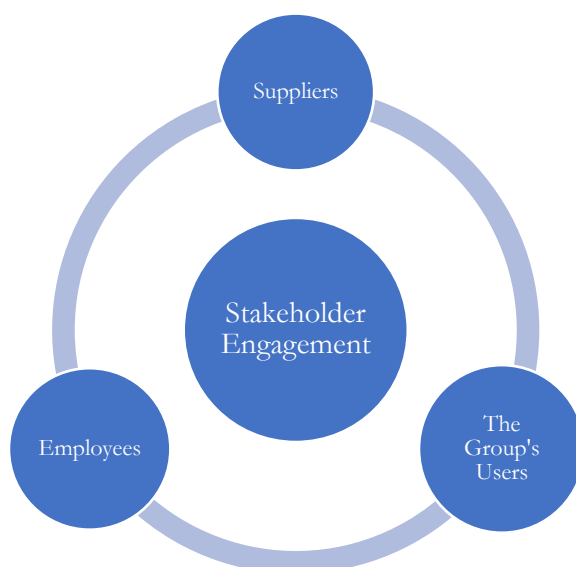 Suppliers
Stakeholder
Engagement
Employees
The
Group's
Users